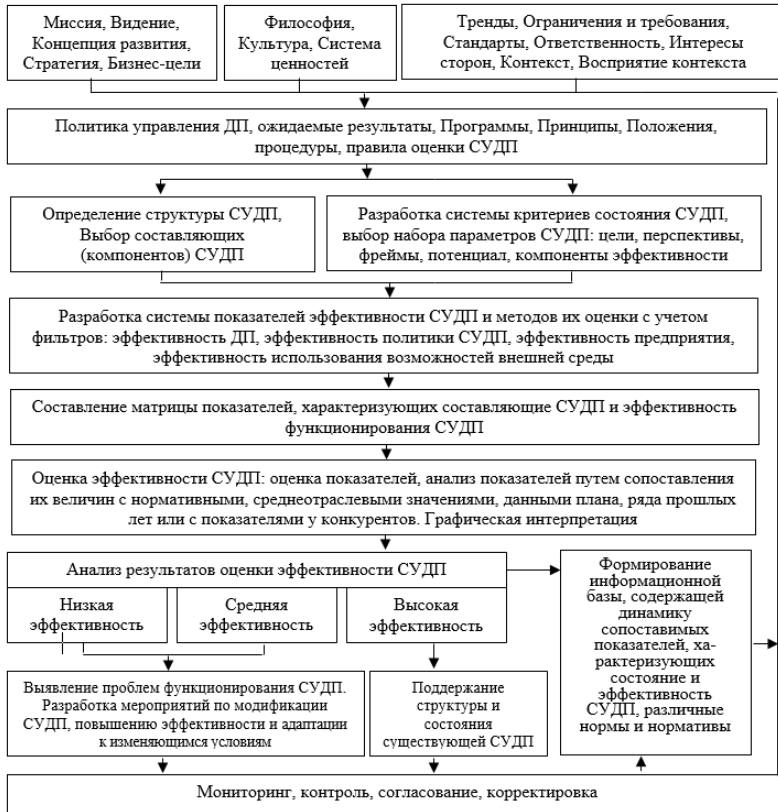 Миссия, Видение,
Концепция развития,
Стратегия, Бизнес-цели
Философия,
Культура, Система
ценностей
Тренды, Ограничения и требования,
Стандарты, Ответственность, Интересы
сторон, Контекст, Восприятие контекста
Политика управления ДП, ожидаемые результаты, Программы, Принципы, Положения,
процедуры, правила оценки СУДП
Определение структуры СУДП,
Выбор составляющих
(компонентов) СУДП
Разработка системы критериев состояния СУДП,
выбор набора параметров СУДП: цели, перспективы,
фреймы, потенциал, компоненты эффективности
Разработка системы показателей эффективности СУДП и методов их оценки с учетом
фильтров: эффективность ДП, эффективность политики СУДП, эффективность предприятия,
эффективность использования возможностей внешней среды
Составление матрицы показателей, характеризующих составляющие СУДП и эффективность
функционирования СУДП
Оценка эффективности СУДП: оценка показателей, анализ показателей путем сопоставления
их величин с нормативными, среднеотраслевыми значениями, данными плана, ряда прошлых
лет или с показателями у конкурентов. Графическая интерпретация
Анализ результатов оценки эффективности СУДП
Низкая
эффективность
Средняя
эффективность
Высокая
эффективность
Формирование
информационной
базы, содержащей
динамику
сопоставимых
показателей, ха-
рактеризующих
состояние и
эффективность
СУДП, различные
нормы и нормативы
Выявление проблем функционирования СУДП.
Разработка мероприятий по модификации
СУДП, повышению эффективности и адаптации
к изменяющимся условиям
Поддержание
структуры и
состояния
существующей СУДП
Мониторинг, контроль, согласование, корректировка